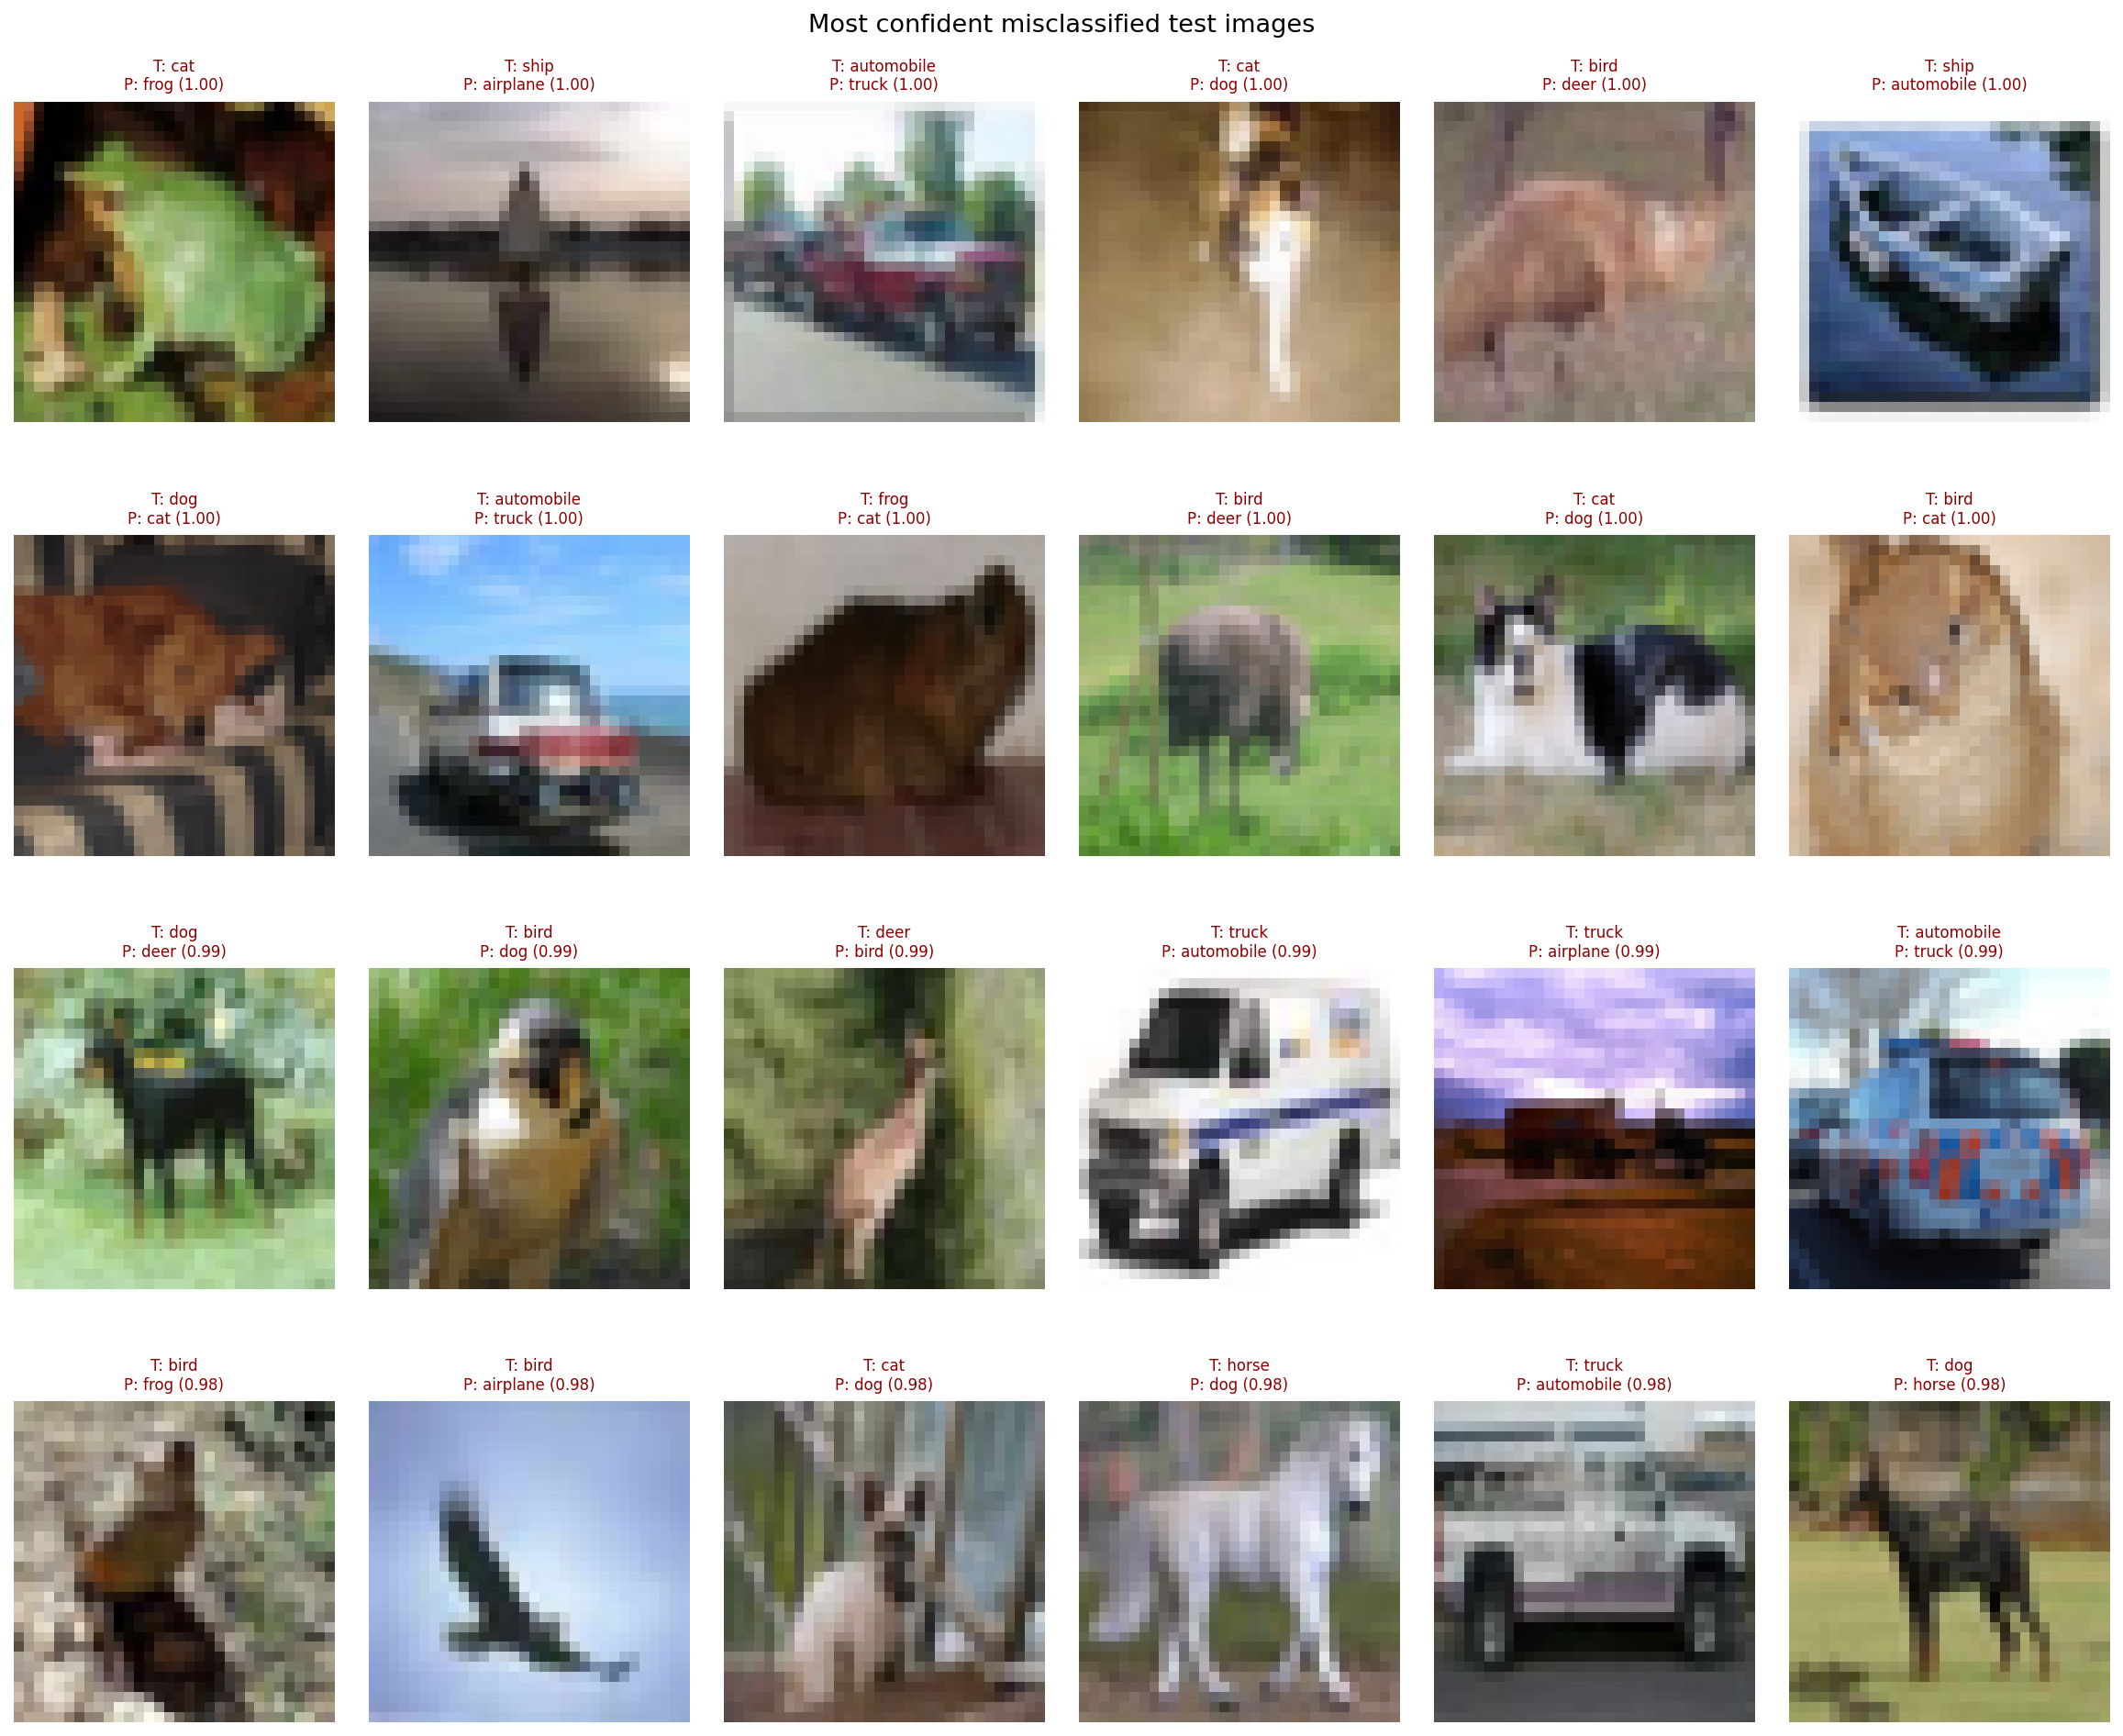 Most confident misclassified test images
T: cat
P: frog (1.00)
T: ship
P: airplane (1.00)
T: automobile
P: truck (1.00)
T: cat
P: dog (1.00)
T: bird
P: deer (1.00)
T: ship
P: automobile (1.00)
T: dog
P: cat (1.00)
T: automobile
P: truck (1.00)
T: frog
P: cat (1.00)
T: bird
P: deer (1.00)
T: cat
P: dog (1.00)
T: bird
P: cat (1.00)
T: dog
P: deer (0.99)
T: bird
P: dog (0.99)
T: deer
P: bird (0.99)
T: truck
P: automobile (0.99)
T: truck
P: airplane (0.99)
T: automobile
P: truck (0.99)
T: bird
P: frog (0.98)
T: bird
P: airplane (0.98)
T: cat
P: dog (0.98)
T: horse
P: dog (0.98)
T: truck
P: automobile (0.98)
T: dog
P: horse (0.98)